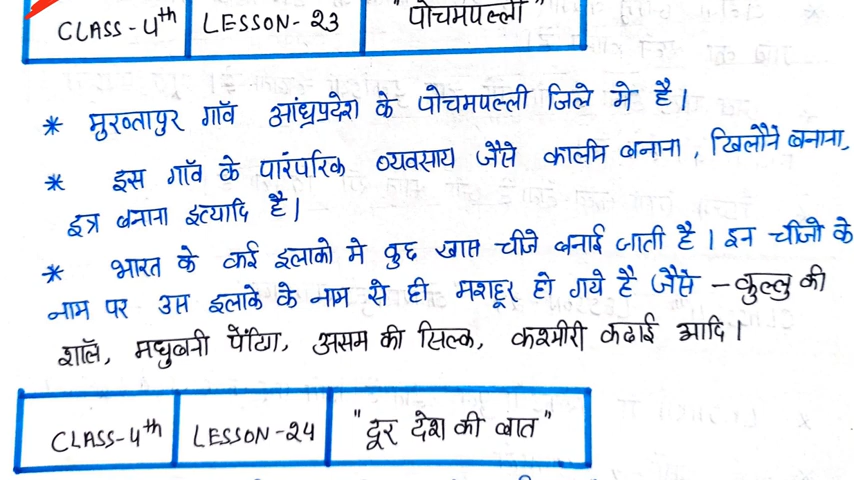 CLASS-4th LESSON-23 "पोचमपल्ली"
* मुख्तापुर गाँव आंध्रप्रदेश के पोचमपल्ली जिले मे है।
* इस गाँव के पारंपरिक व्यवसाय जैसे कालीन बनाना, खिलौने बनाना,
इत्र बनाना इत्यादि है।
* भारत के कई इलाको मे कुछ खास चीजे बनाई जाती है। इन चीजो के
नाम पर उस इलाके के नाम से ही मशहूर हो गये है जैसे - कुल्लु की
शॉल, मधुबनी पेंटिग, असम की सिल्क, कश्मीरी कढाई आदि।
CLASS-4th LESSON-24 "दूर देश की बात"